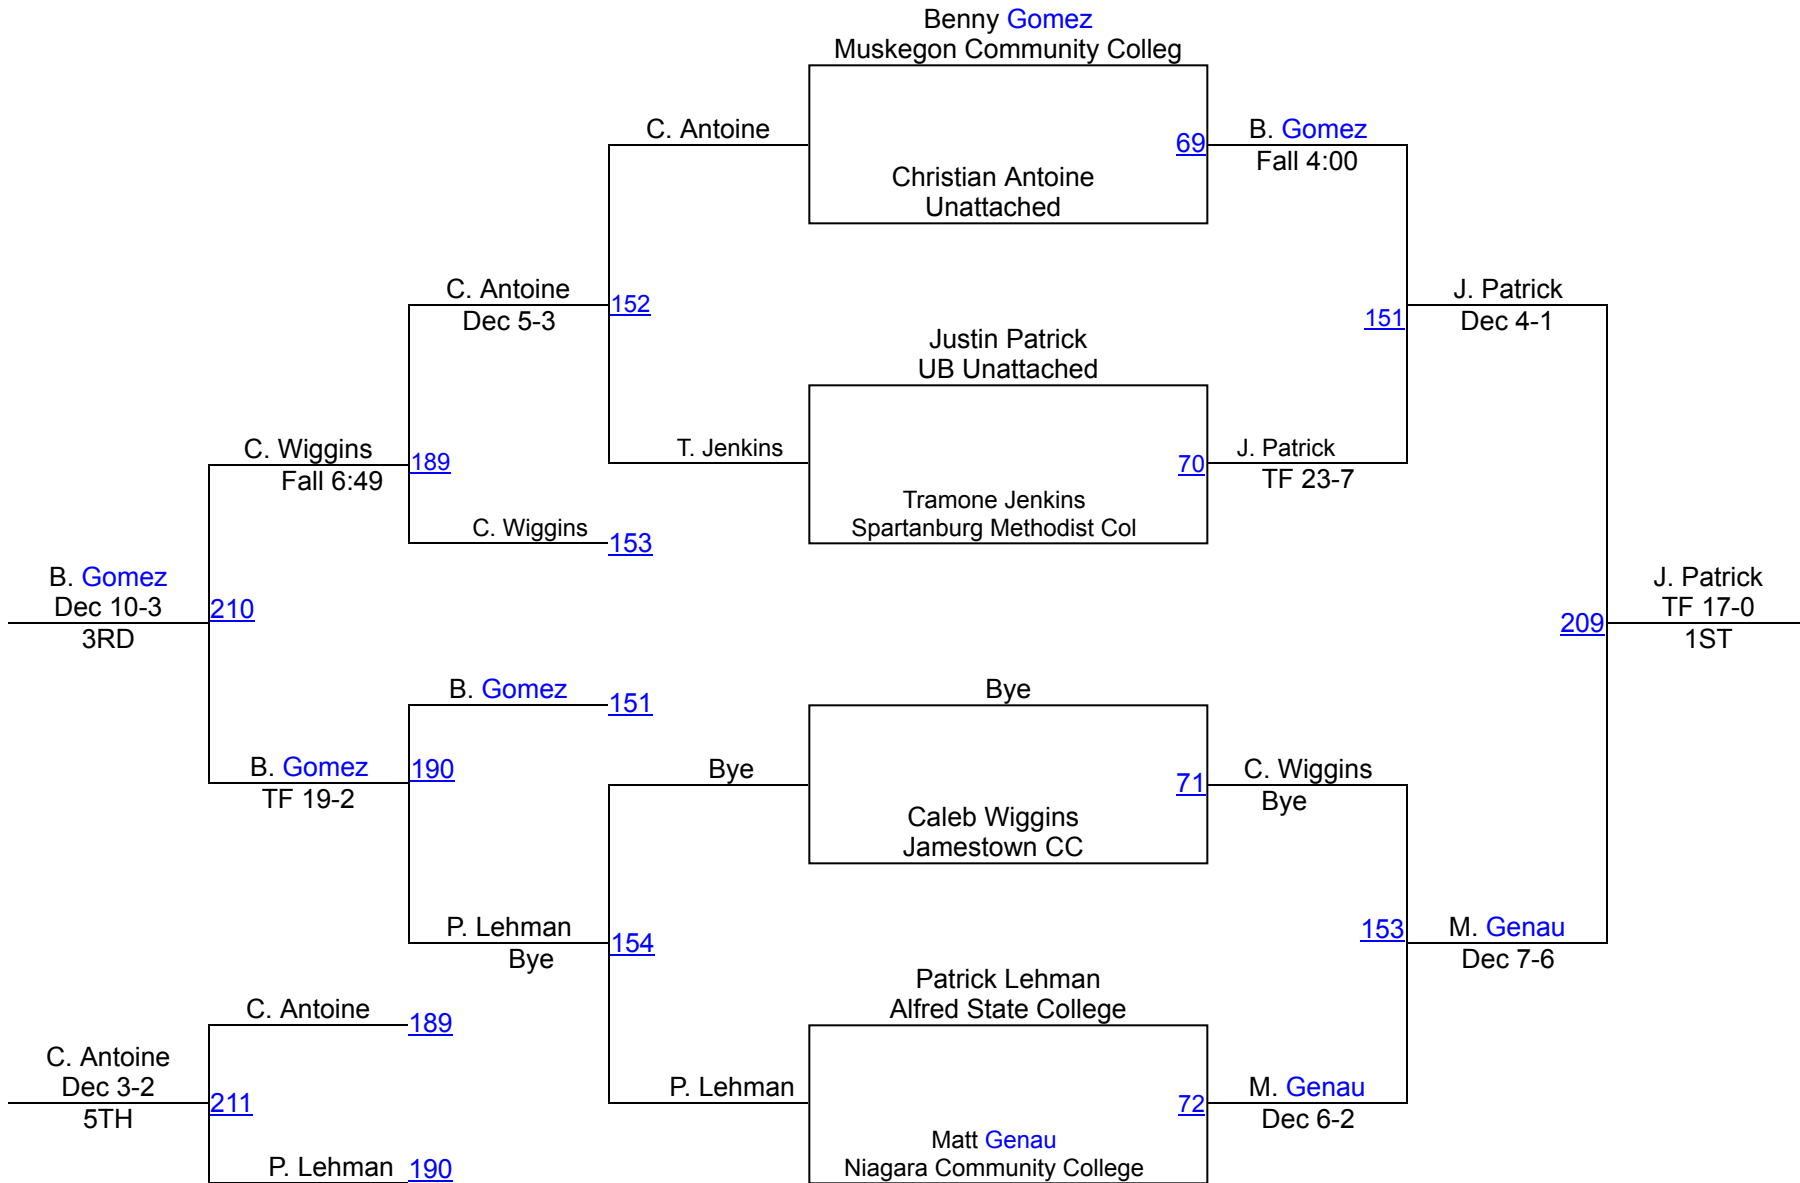 Benny Gomez
Muskegon Community Colleg
C. Antoine
69
B. Gomez
Fall 4:00
Christian Antoine
Unattached
C. Antoine
Dec 5-3
152
151
J. Patrick
Dec 4-1
Justin Patrick
UB Unattached
C. Wiggins
Fall 6:49
189
T. Jenkins
70
J. Patrick
TF 23-7
Tramone Jenkins
Spartanburg Methodist Col
C. Wiggins
153
B. Gomez
Dec 10-3
3RD
210
209
J. Patrick
TF 17-0
1ST
B. Gomez
151
Bye
B. Gomez
TF 19-2
190
Bye
71
C. Wiggins
Bye
Caleb Wiggins
Jamestown CC
P. Lehman
Bye
154
153
M. Genau
Dec 7-6
Patrick Lehman
Alfred State College
C. Antoine
189
C. Antoine
Dec 3-2
5TH
211
P. Lehman
72
M. Genau
Dec 6-2
Matt Genau
Niagara Community College
P. Lehman
190